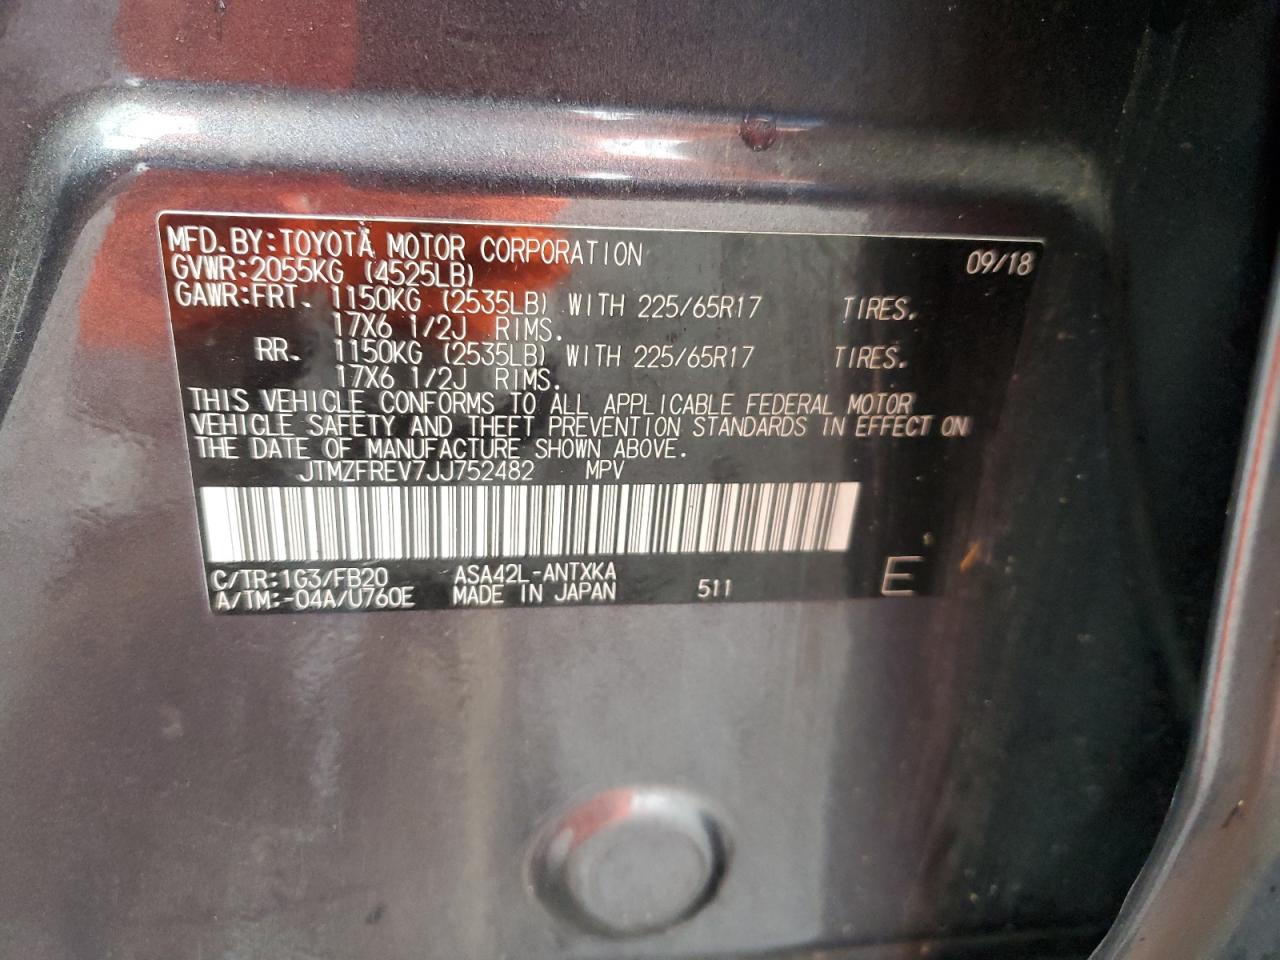 MFD. BY: TOYOTA MOTOR CORPORATION 09/18
GVWR: 2055KG (4525LB)
GAWR: FRT. 1150KG (2535LB) WITH 225/65R17 TIRES.
17X6 1/2J RIMS.
RR. 1150KG (2535LB) WITH 225/65R17 TIRES.
17X6 1/2J RIMS.
THIS VEHICLE CONFORMS TO ALL APPLICABLE FEDERAL MOTOR
VEHICLE SAFETY AND THEFT PREVENTION STANDARDS IN EFFECT ON
THE DATE OF MANUFACTURE SHOWN ABOVE.
JTMZFREV7JJ752482 MPV
C/TR: 1G3/FB20 ASA42L-ANTXKA
A/TM: -04A/U760E MADE IN JAPAN 511 E